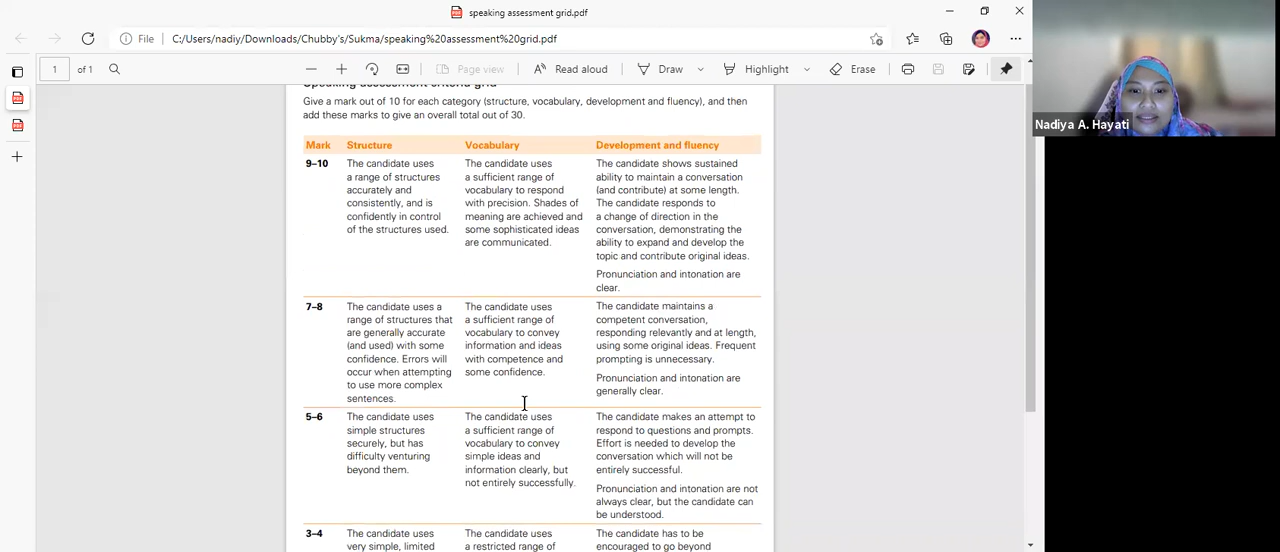 speaking assessment grid.pdf
File
C:/Users/nadiy/Downloads/Chubby's/Sukma/speaking%20assessment%20grid.pdf
1 of 1
Page view
Read aloud
Draw
Highlight
Erase
Nadiya A. Hayati
Speaking assessment criteria grid
Give a mark out of 10 for each category (structure, vocabulary, development and fluency), and then
add these marks to give an overall total out of 30.
Mark Structure Vocabulary Development and fluency
9–10
The candidate uses
a range of structures
accurately and
consistently, and is
confidently in control
of the structures used.
The candidate uses
a sufficient range of
vocabulary to respond
with precision. Shades of
meaning are achieved and
some sophisticated ideas
are communicated.
The candidate shows sustained
ability to maintain a conversation
(and contribute) at some length.
The candidate responds to
a change of direction in the
conversation, demonstrating the
ability to expand and develop the
topic and contribute original ideas.
Pronunciation and intonation are
clear.
7–8
The candidate uses a
range of structures that
are generally accurate
(and used) with some
confidence. Errors will
occur when attempting
to use more complex
sentences.
The candidate uses
a sufficient range of
vocabulary to convey
information and ideas
with competence and
some confidence.
The candidate maintains a
competent conversation,
responding relevantly and at length,
using some original ideas. Frequent
prompting is unnecessary.
Pronunciation and intonation are
generally clear.
5–6
The candidate uses
simple structures
securely, but has
difficulty venturing
beyond them.
The candidate uses
a sufficient range of
vocabulary to convey
simple ideas and
information clearly, but
not entirely successfully.
The candidate makes an attempt to
respond to questions and prompts.
Effort is needed to develop the
conversation which will not be
entirely successful.
Pronunciation and intonation are not
always clear, but the candidate can
be understood.
3–4
The candidate uses
very simple, limited
The candidate uses
a restricted range of
The candidate has to be
encouraged to go beyond